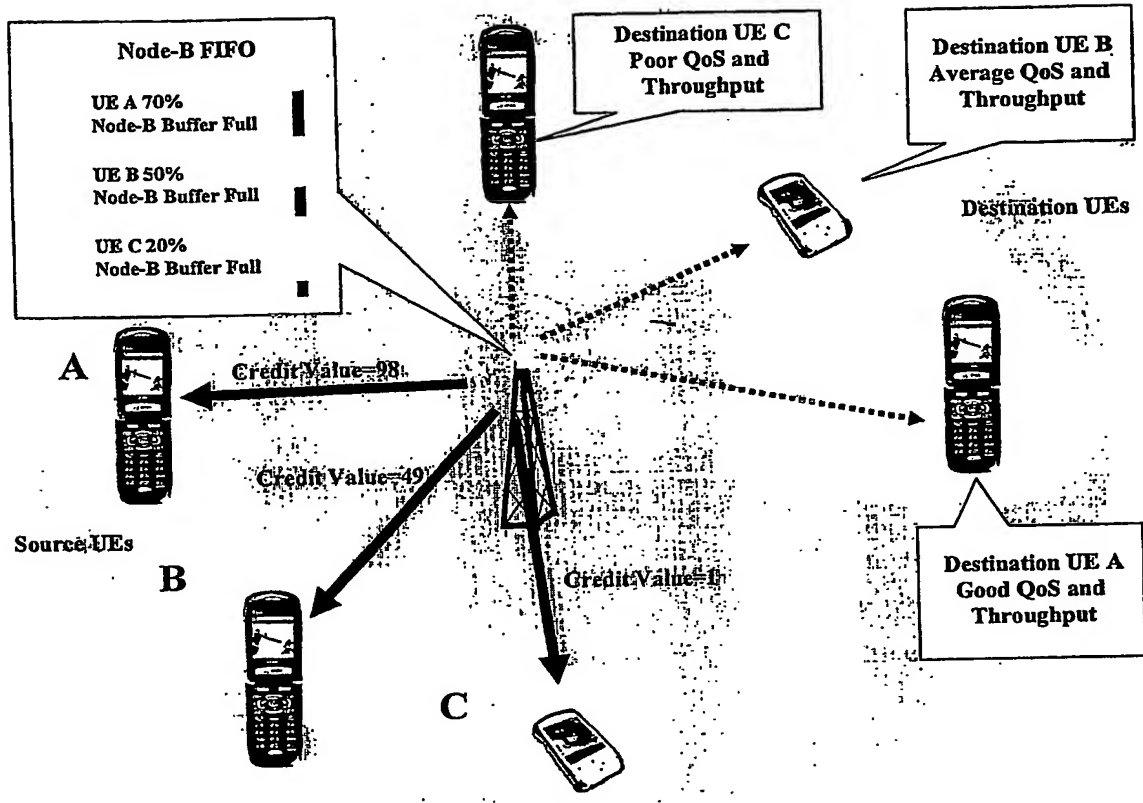 Node-B FIFO
UE A 70%
Node-B Buffer Full
UE B 50%
Node-B Buffer Full
UE C 20%
Node-B Buffer Full
Destination UE C
Poor QoS and
Throughput
Destination UE B
Average QoS and
Throughput
Destination UEs
A
Credit Value=98
Credit Value=49
Source UEs
B
Credit Value=1
Destination UE A
Good QoS and
Throughput
C